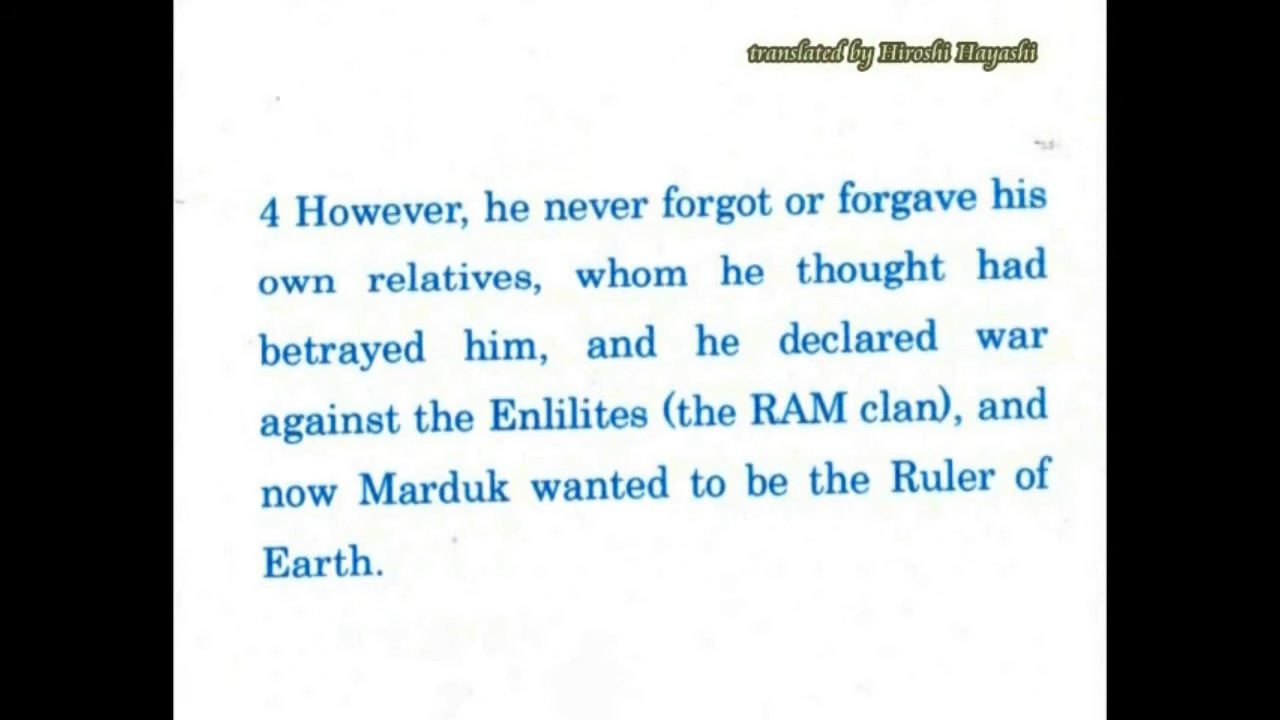 translated by Hiroshi Hayashi
4 However, he never forgot or forgave his
own relatives, whom he thought had
betrayed him, and he declared war
against the Enlilites (the RAM clan), and
now Marduk wanted to be the Ruler of
Earth.